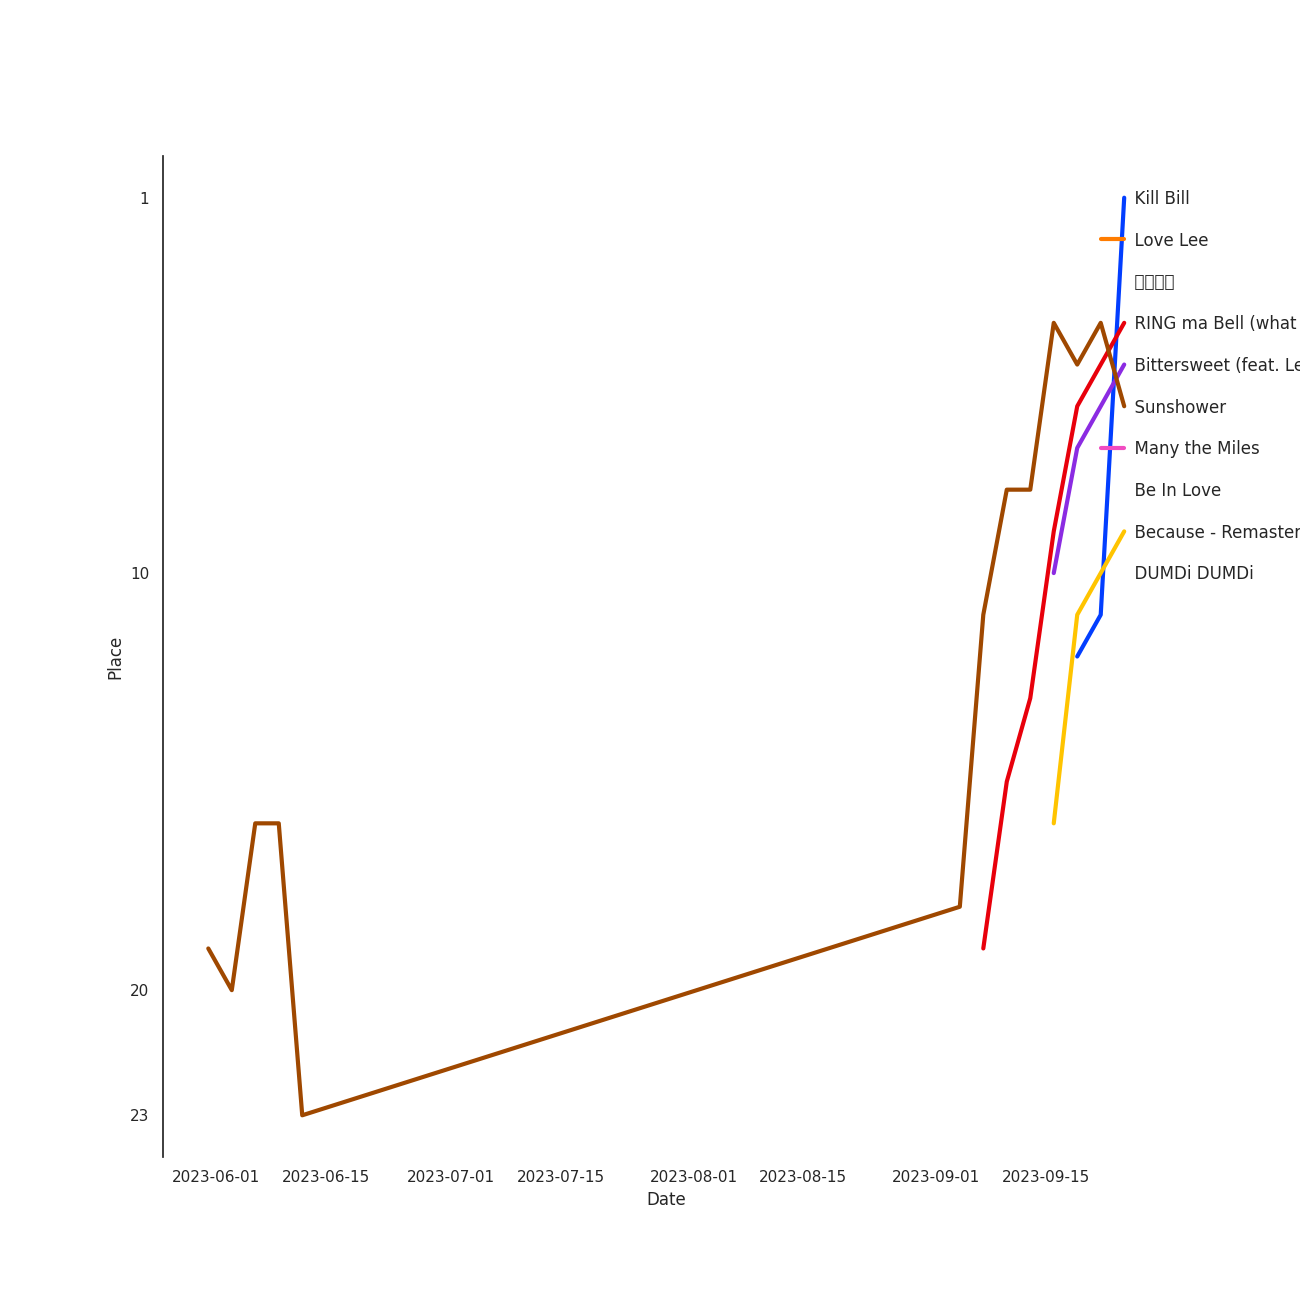 1
10
20
23
Place
Kill Bill
Love Lee
RING ma Bell (what
Bittersweet (feat. Le
Sunshower
Many the Miles
Be In Love
Because - Remaster
DUMDi DUMDi
2023-06-01
2023-06-15
2023-07-01
2023-07-15
2023-08-01
2023-08-15
2023-09-01
2023-09-15
Date